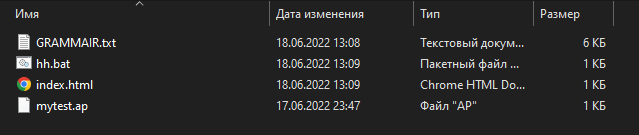 Имя Дата изменения Тип Размер
GRAMMAIR.txt 18.06.2022 13:08 Текстовый докум... 6 КБ
hh.bat 18.06.2022 13:09 Пакетный файл ... 1 КБ
index.html 18.06.2022 13:09 Chrome HTML Do... 1 КБ
mytest.ap 17.06.2022 23:47 Файл "AP" 1 КБ